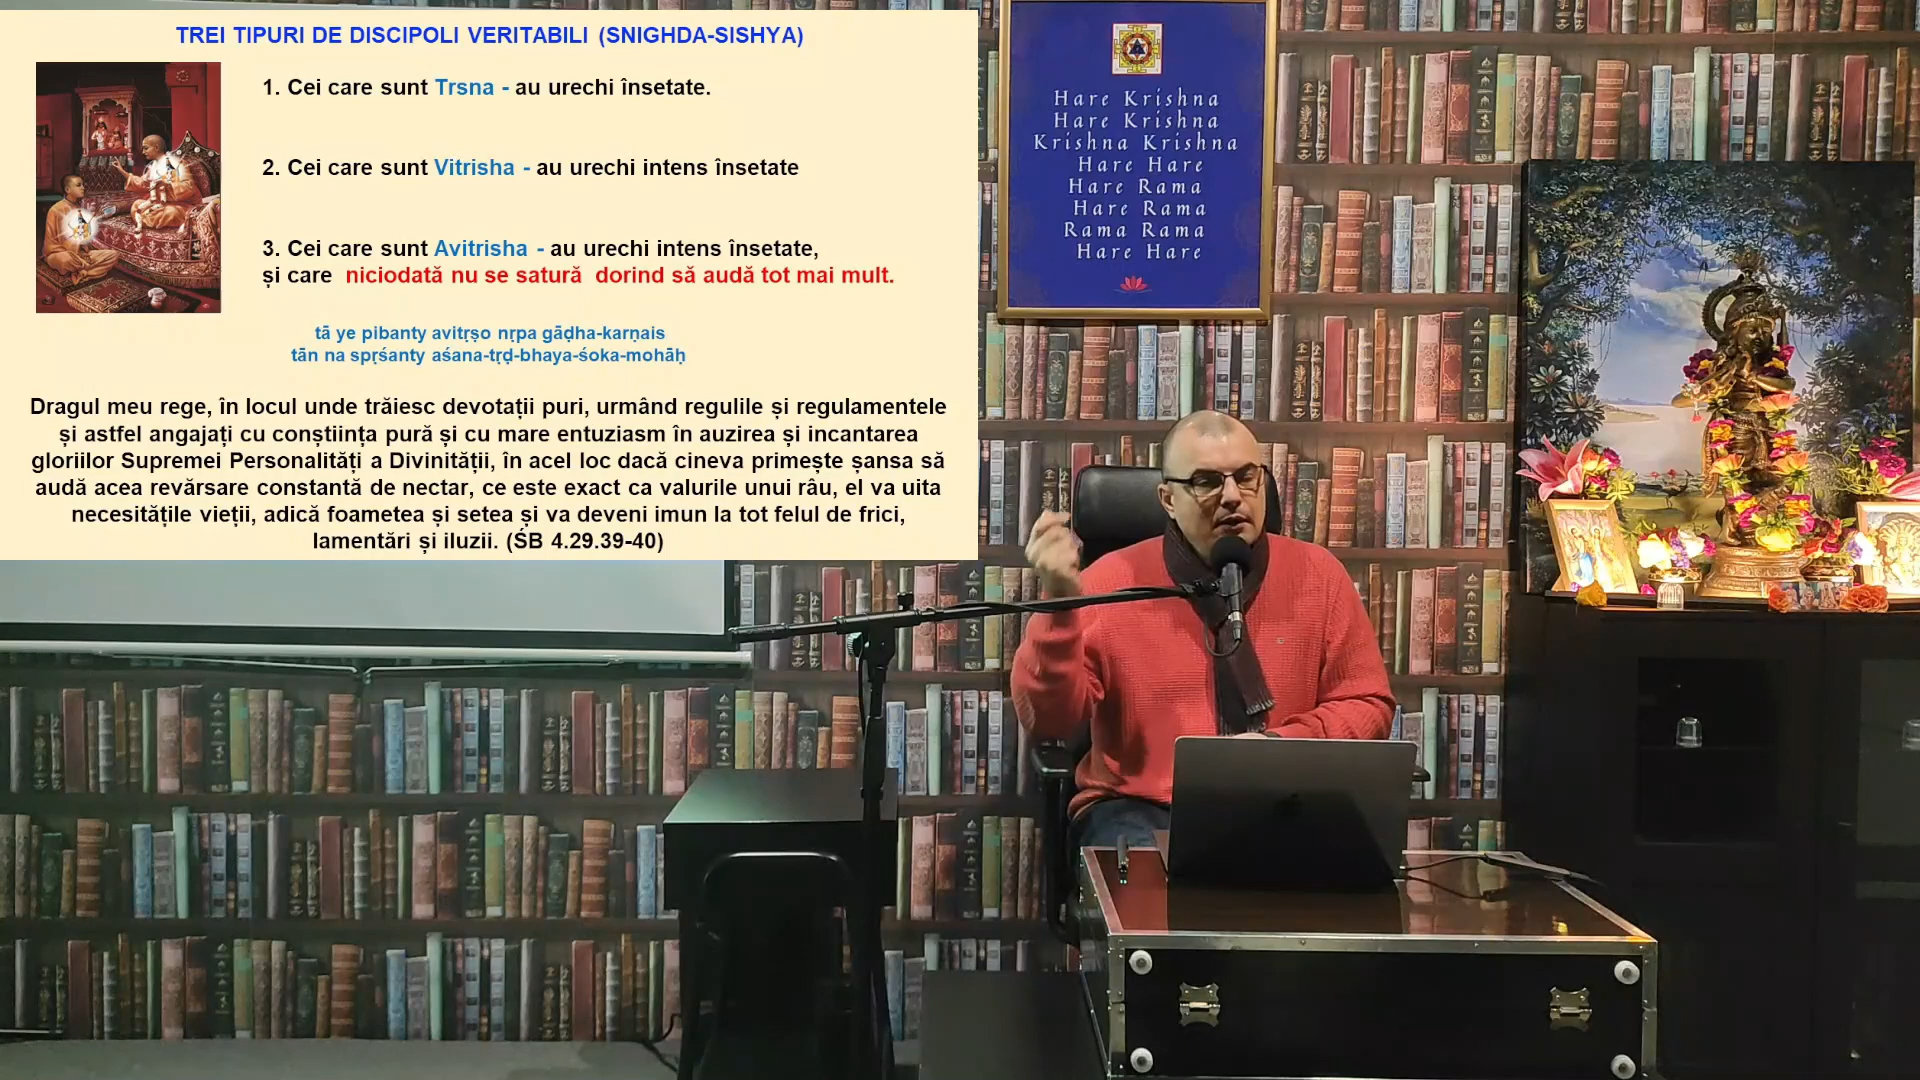 TREI TIPURI DE DISCIPOLI VERITABILI (SNIGHDA-SISHYA)
1. Cei care sunt Trsna - au urechi însetate.
2. Cei care sunt Vitrisha - au urechi intens însetate
3. Cei care sunt Avitrisha - au urechi intens însetate,
și care niciodată nu se satură dorind să audă tot mai mult.
tā ye pibanty avitṛṣo nṛpa gāḍha-karṇais
tān na spṛśanty aśana-tṛḍ-bhaya-śoka-mohāḥ
Dragul meu rege, în locul unde trăiesc devotații puri, urmând regulile și regulamentele
și astfel angajați cu conștiința pură și cu mare entuziasm în auzirea și incantarea
gloriilor Supremei Personalități a Divinității, în acel loc dacă cineva primește șansa să
audă acea revărsare constantă de nectar, ce este exact ca valurile unui râu, el va uita
necesitățile vieții, adică foametea și setea și va deveni imun la tot felul de frici,
lamentări și iluzii. (ŚB 4.29.39-40)
Hare Krishna
Hare Krishna
Krishna Krishna
Hare Hare
Hare Rama
Hare Rama
Rama Rama
Hare Hare